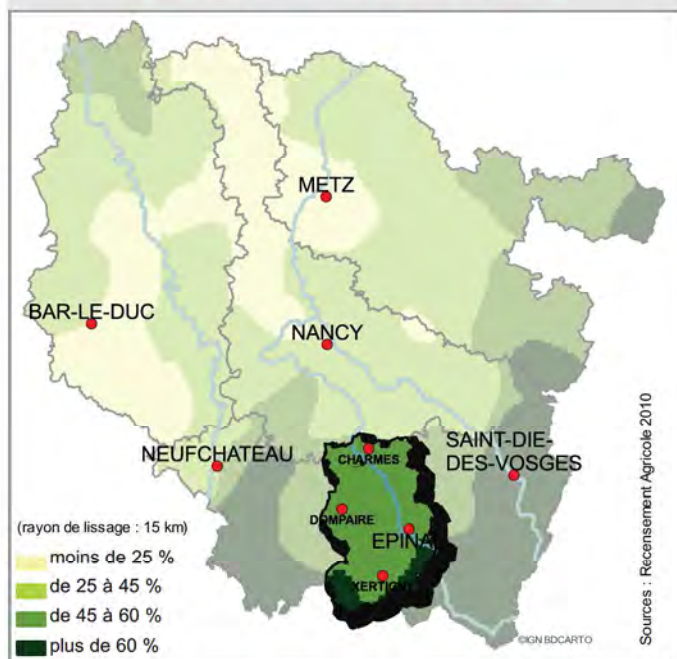 METZ
BAR-LE-DUC
NANCY
NEUFCHATEAU
CHARMES
SAINT-DIE-
DES-VOSGES
DOMPAIRE
EPINAL
XERTIGNY
(rayon de lissage : 15 km)
moins de 25 %
de 25 à 45 %
de 45 à 60 %
plus de 60 %
©IGN BDCARTO
Sources : Recensement Agricole 2010